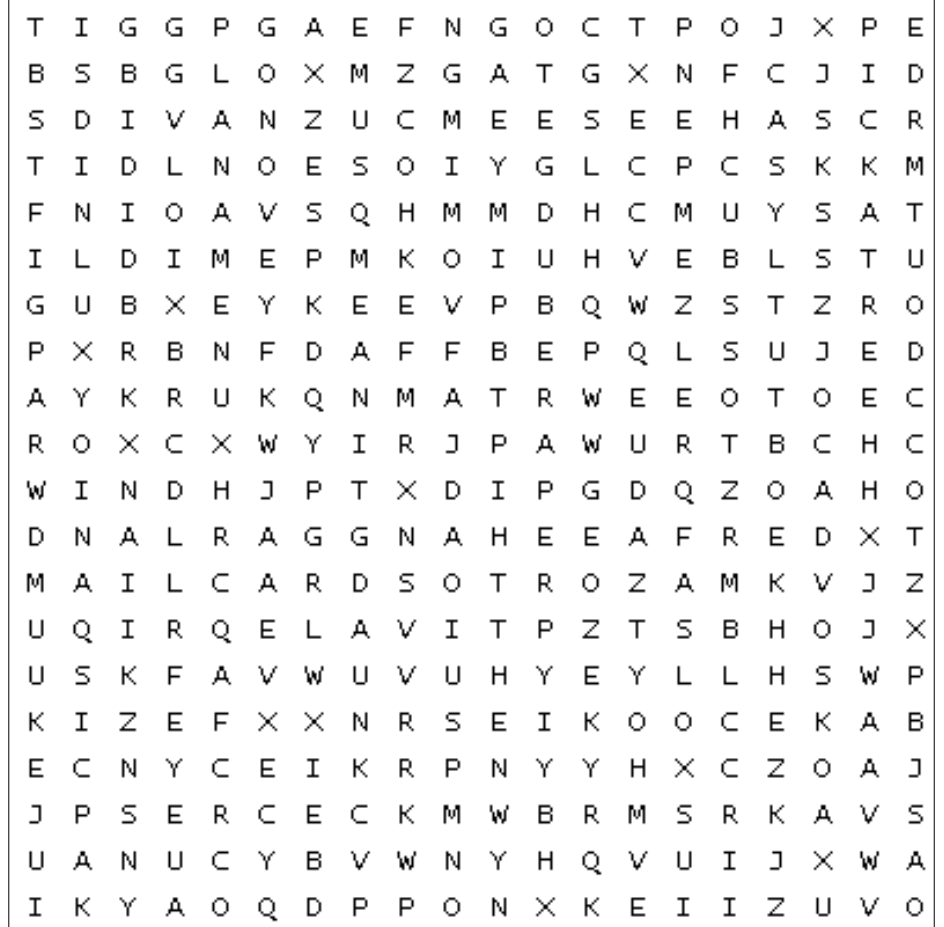 T I G G P G A E F N G O C T P O J X P E
B S B G L O X M Z G A T G X N F C J I D
S D I V A N Z U C M E E S E E H A S C R
T I D L N O E S O I Y G L C P C S K K M
F N I O A V S Q H M M D H C M U Y S A T
I L D I M E P M K O I U H V E B L S T U
G U B X E Y K E E V P B Q W Z S T Z R O
P X R B N F D A F F B E P Q L S U J E D
A Y K R U K Q N M A T R W E E O T O E C
R O X C X W Y I R J P A W U R T B C H C
W I N D H J P T X D I P G D Q Z O A H O
D N A L R A G G N A H E E A F R E D X T
M A I L C A R D S O T R O Z A M K V J Z
U Q I R Q E L A V I T P Z T S B H O J X
U S K F A V W U V U H Y E Y L L H S W P
K I Z E F X X N R S E I K O O C E K A B
E C N Y C E I K R P N Y Y H X C Z O A J
J P S E R C E C K M W B R M S R K A V S
U A N U C Y B V W N Y H Q V U I J X W A
I K Y A O Q D P P O N X K E I I Z U V O